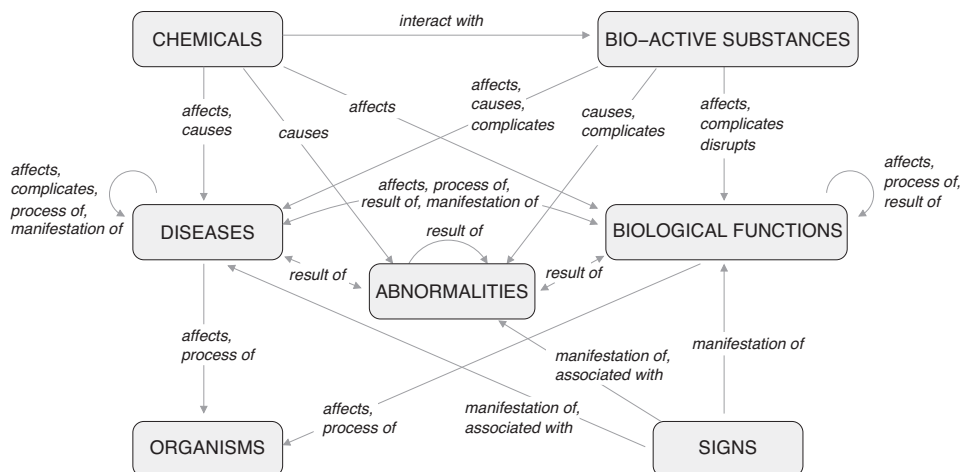 interact with
CHEMICALS
BIO–ACTIVE SUBSTANCES
affects,
causes
causes
affects
affects,
causes,
complicates
causes,
complicates
affects,
complicates
disrupts
affects,
complicates,
process of,
manifestation of
affects, process of,
result of, manifestation of
affects,
process of,
result of
DISEASES
result of
BIOLOGICAL FUNCTIONS
result of
ABNORMALITIES
result of
affects,
process of
manifestation of,
associated with
manifestation of
affects,
process of
manifestation of,
associated with
ORGANISMS
SIGNS